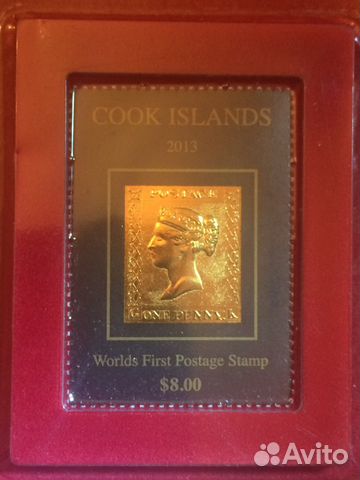 COOK ISLANDS
2013
POSTAGE
G ONE PENNY. K
Worlds First Postage Stamp
$8.00
Avito